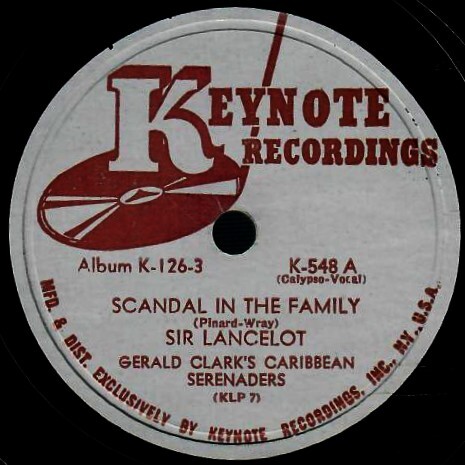 KEYNOTE
RECORDINGS
Album K-126-3
K-548 A
(Calypso-Vocal)
SCANDAL IN THE FAMILY
(Pinard-Wray)
SIR LANCELOT
GERALD CLARK'S CARIBBEAN
SERENADERS
(KLP 7)
MFD. & DIST. EXCLUSIVELY BY KEYNOTE RECORDINGS, INC., N.Y., U.S.A.